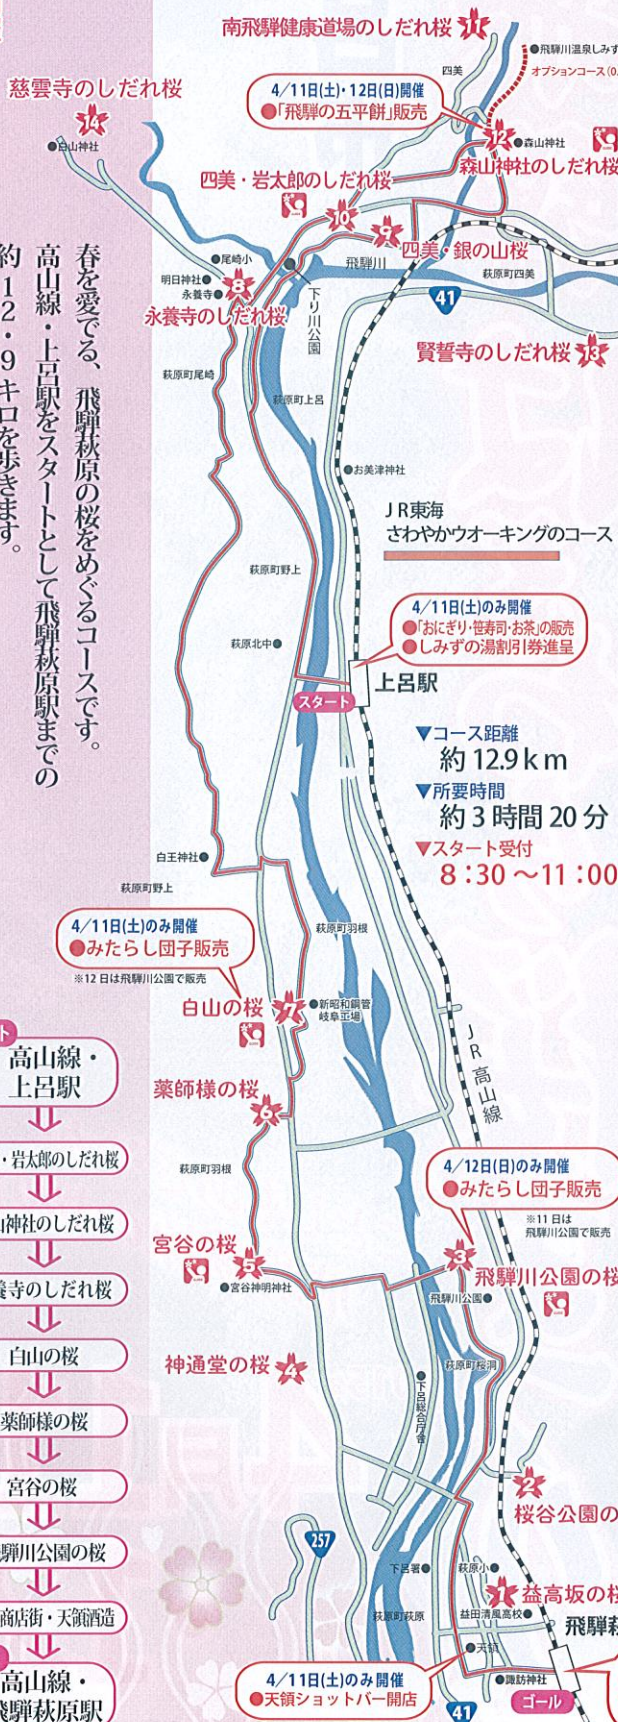 南飛騨健康道場のしだれ桜
11
飛騨川温泉しみず
オプションコース(0.
四美
慈雲寺のしだれ桜
14
白山神社
4/11日(土)・12日(日)開催
●「飛騨の五平餅」販売
12
森山神社
森山神社のしだれ桜
四美・岩太郎のしだれ桜
10
9
四美・銀の山桜
飛騨川
萩原町四美
尾崎小
明日神社
永養寺
8
永養寺のしだれ桜
下り川公園
41
賢誓寺のしだれ桜
13
萩原町尾崎
萩原町上呂
お美津神社
春を愛でる、飛騨萩原の桜をめぐるコースです。
高山線・上呂駅をスタートとして飛騨萩原駅までの
約12・9キロを歩きます。
JR東海
さわやかウオーキングのコース
萩原町野上
萩原北中
4/11日(土)のみ開催
●「おにぎり・笹寿司・お茶」の販売
●しみずの湯割引券進呈
上呂駅
スタート
▼コース距離
約12.9km
▼所要時間
約3時間20分
▼スタート受付
8:30〜11:00
白王神社
萩原町野上
萩原町羽根
4/11日(土)のみ開催
●みたらし団子販売
※12日は飛騨川公園で販売
白山の桜
7
新昭和鋼管
岐阜工場
JR高山線
薬師様の桜
6
萩原町羽根
4/12日(日)のみ開催
●みたらし団子販売
※11日は
飛騨川公園で販売
宮谷の桜
5
宮谷神明神社
3
飛騨川公園の桜
飛騨川公園
神通堂の桜
4
萩原町桜洞
下呂総合庁舎
2
桜谷公園の
257
下呂署
萩原小
1
益高坂の桜
益田清風高校
萩原町萩原
飛騨萩
天領
諏訪神社
ゴール
4/11日(土)のみ開催
●天領ショットバー開店
41
ト
高山線・
上呂駅
・岩太郎のしだれ桜
山神社のしだれ桜
養寺のしだれ桜
白山の桜
薬師様の桜
宮谷の桜
騨川公園の桜
商店街・天領酒造
高山線・
飛騨萩原駅